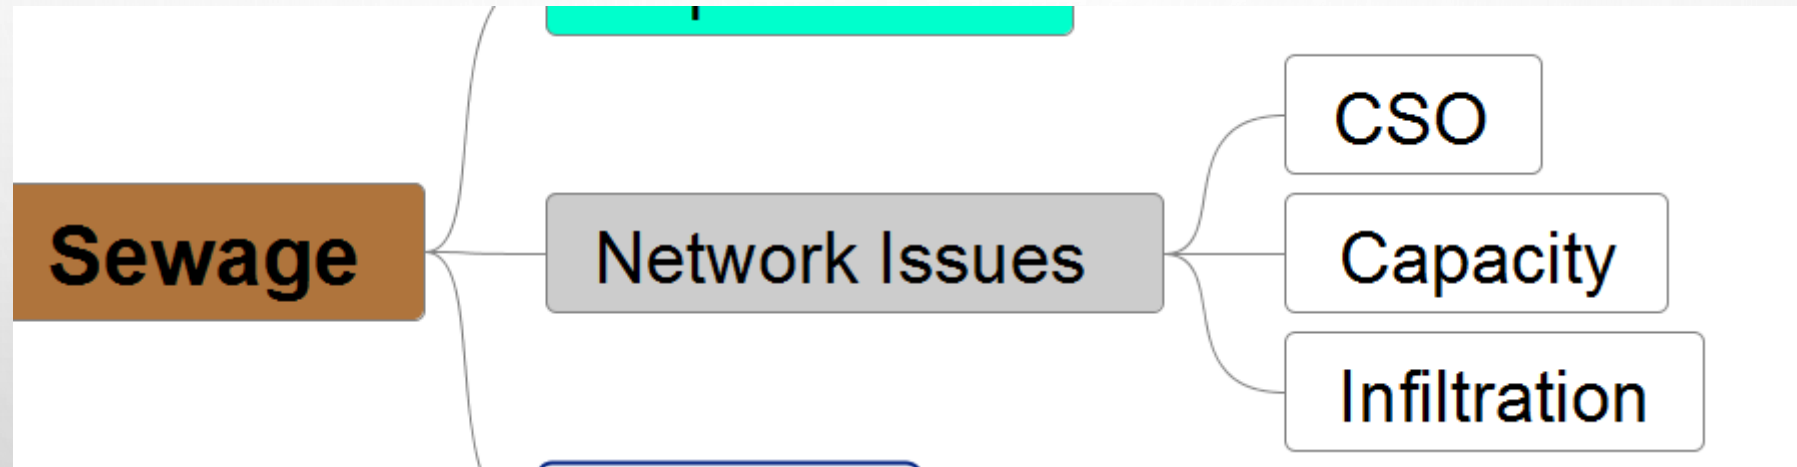 Sewage
Network Issues
CSO
Capacity
Infiltration